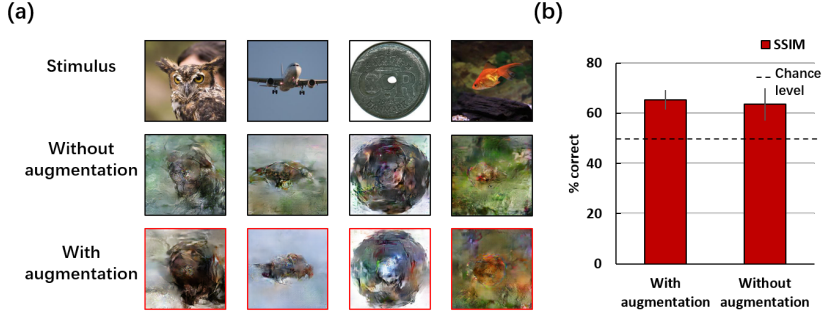 (a)
Stimulus
Without
augmentation
With
augmentation
(b)
SSIM
Chance
level
% correct
80
60
40
20
0
With
augmentation
Without
augmentation